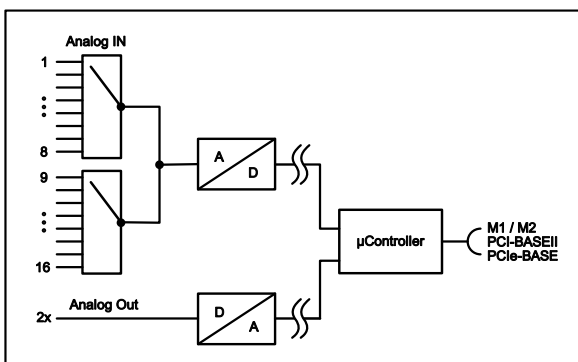 Analog IN
1
8
9
16
A
D
µController
M1 / M2
PCI-BASEII
PCIe-BASE
Analog Out
2x
D
A